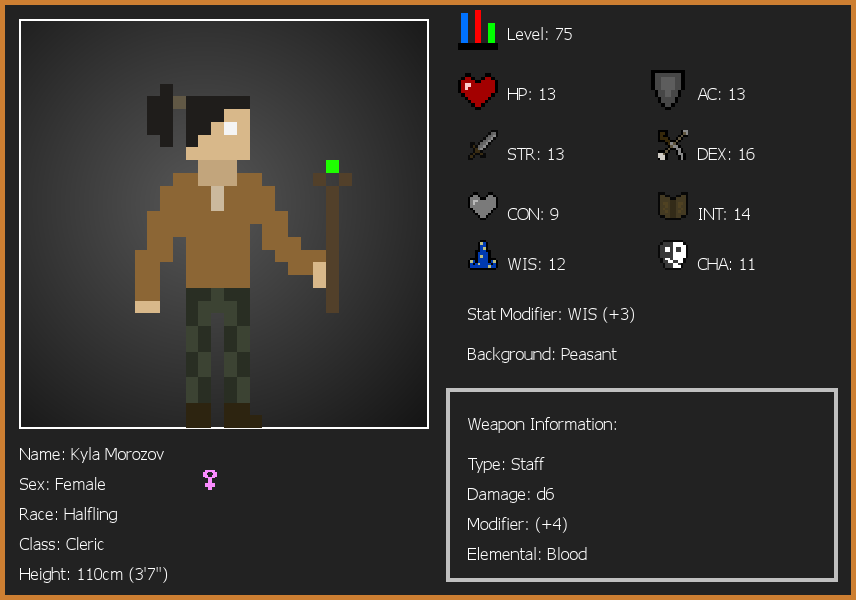 Level: 75
HP: 13
AC: 13
STR: 13
DEX: 16
CON: 9
INT: 14
WIS: 12
CHA: 11
Stat Modifier: WIS (+3)
Background: Peasant
Weapon Information:
Type: Staff
Damage: d6
Modifier: (+4)
Elemental: Blood
Name: Kyla Morozov
Sex: Female
Race: Halfling
Class: Cleric
Height: 110cm (3'7")